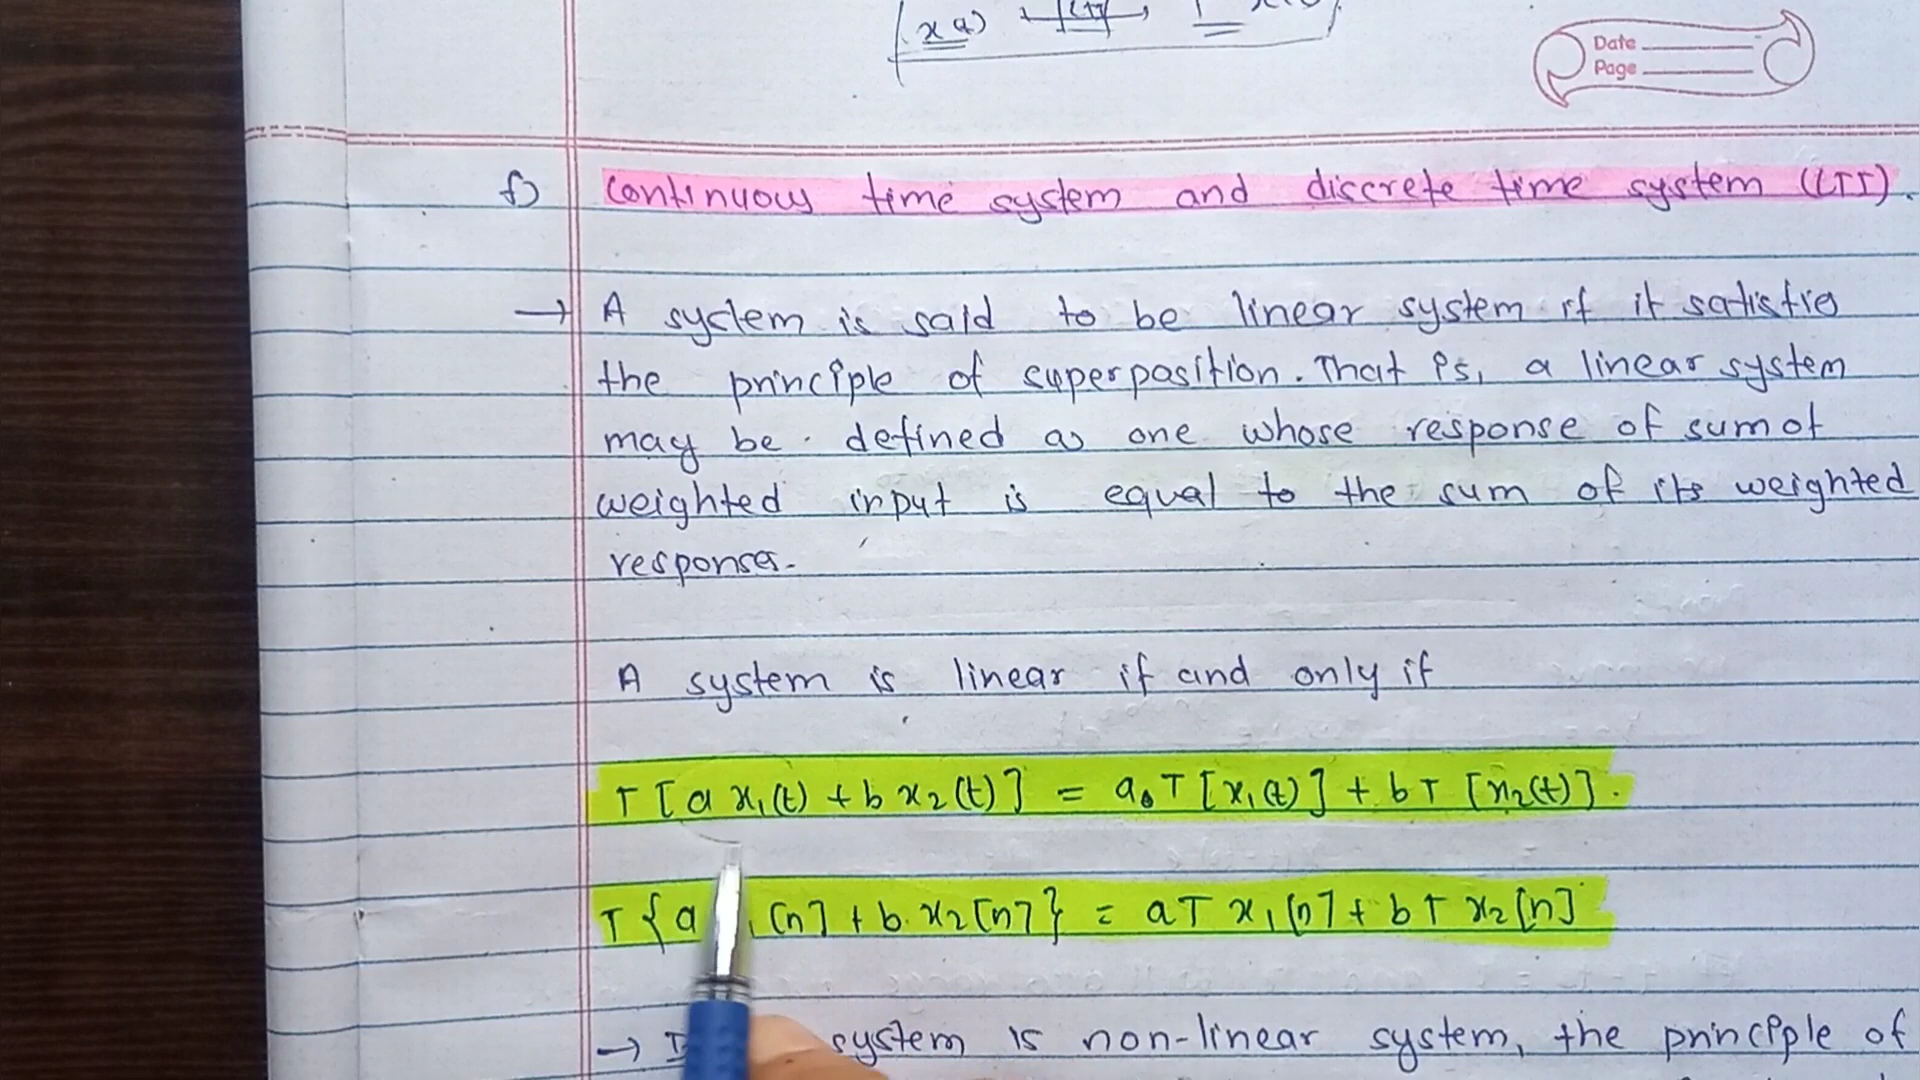 x(t)
Date
Page
f) continuous time system and discrete time system (LTI).
→ A system is said to be linear system if it satisfies
the principle of superposition. That is, a linear system
may be defined as one whose response of sum of
weighted input is equal to the sum of its weighted
responses.
A system is linear if and only if
T[a x₁(t) + b x₂(t)] = a T[x₁(t)] + b T [x₂(t)].
T{a ₁[n] + b. x₂[n]} = a T x₁[n] + b T x₂[n]
→ system is non-linear system, the principle of